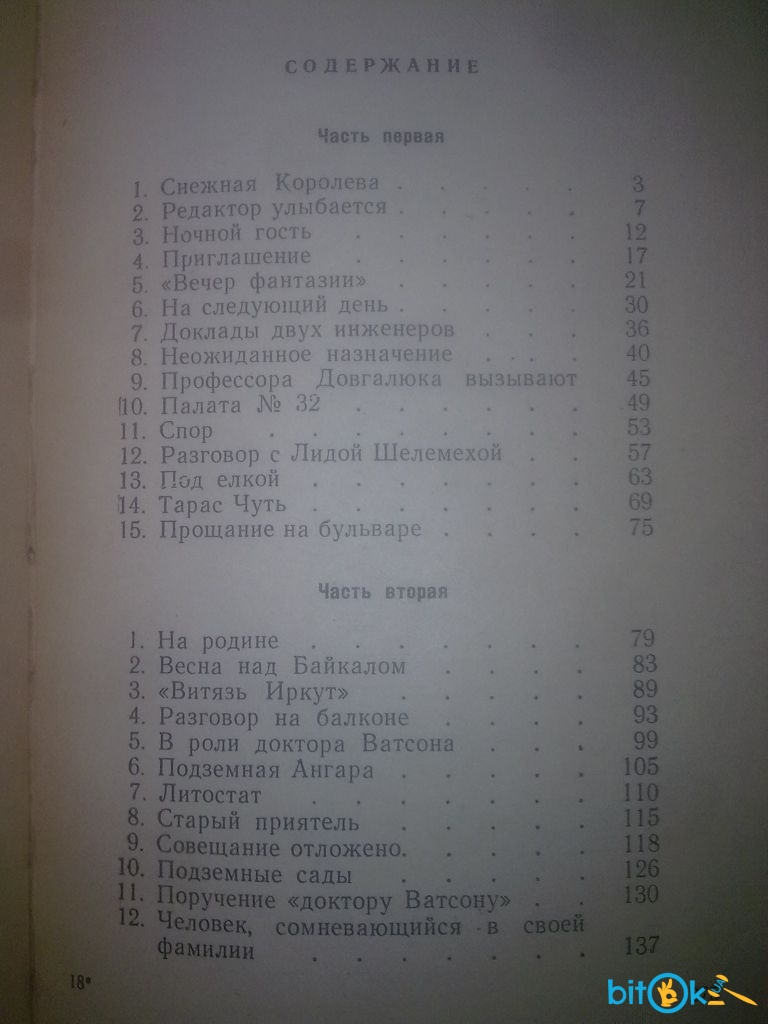 СОДЕРЖАНИЕ
Часть первая
1. Снежная Королева . . . . . 3
2. Редактор улыбается . . . . . 7
3. Ночной гость . . . . . . 12
4. Приглашение . . . . . . 17
5. «Вечер фантазии» . . . . . 21
6. На следующий день . . . . . 30
7. Доклады двух инженеров . . . 36
8. Неожиданное назначение . . . 40
9. Профессора Довгалюка вызывают 45
10. Палата № 32 . . . . . . 49
11. Спор . . . . . . . . 53
12. Разговор с Лидой Шелемехой . . 57
13. Под елкой . . . . . . . 63
14. Тарас Чуть . . . . . . . 69
15. Прощание на бульваре . . . . 75
Часть вторая
1. На родине . . . . . . . 79
2. Весна над Байкалом . . . . 83
3. «Витязь Иркут» . . . . . 89
4. Разговор на балконе . . . . 93
5. В роли доктора Ватсона . . . 99
6. Подземная Ангара . . . . . 105
7. Литостат . . . . . . . 110
8. Старый приятель . . . . . 115
9. Совещание отложено. . . . . 118
10. Подземные сады . . . . . 126
11. Поручение «доктору Ватсону» . . 130
12. Человек, сомневающийся в своей
фамилии . . . . . . . 137
18*
bitOk UA